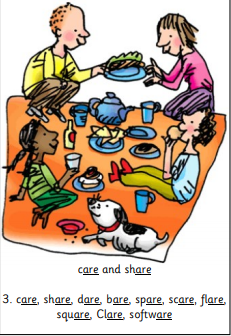 care and share
3. care, share, dare, bare, spare, scare, flare,
square, Clare, software